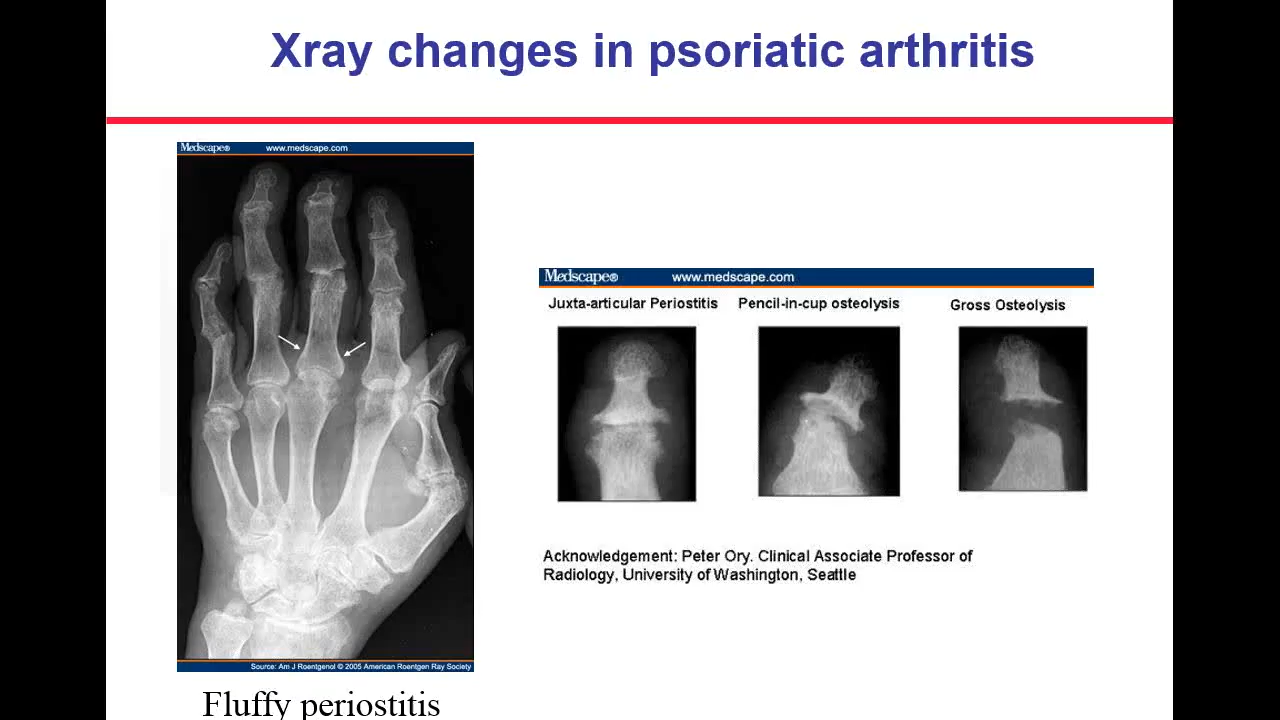 Xray changes in psoriatic arthritis
Medscape® www.medscape.com
Source: Am J Roentgenol © 2005 American Roentgen Ray Society
Fluffy periostitis
Medscape® www.medscape.com
Juxta-articular Periostitis Pencil-in-cup osteolysis Gross Osteolysis
Acknowledgement: Peter Ory. Clinical Associate Professor of
Radiology, University of Washington, Seattle